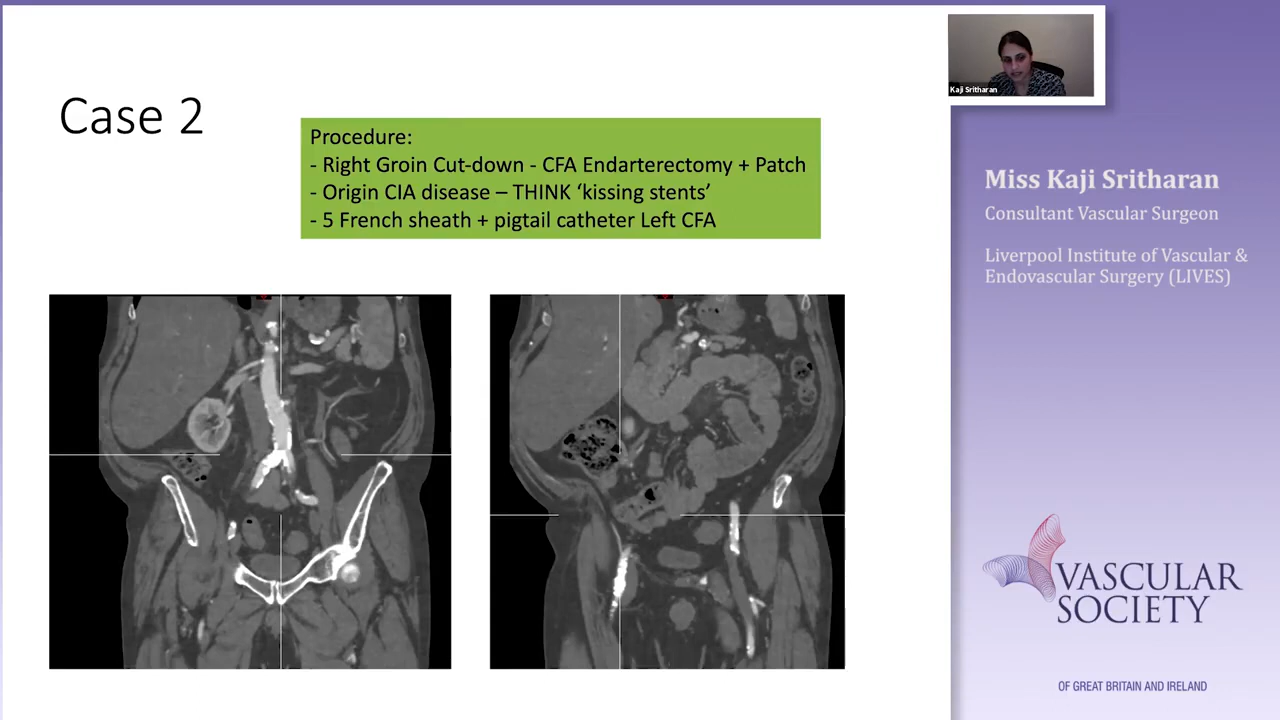 Case 2
Procedure:
- Right Groin Cut-down - CFA Endarterectomy + Patch
- Origin CIA disease – THINK ‘kissing stents’
- 5 French sheath + pigtail catheter Left CFA
Kaji Sritharan
Miss Kaji Sritharan
Consultant Vascular Surgeon
Liverpool Institute of Vascular &
Endovascular Surgery (LIVES)
VASCULAR
SOCIETY
OF GREAT BRITAIN AND IRELAND